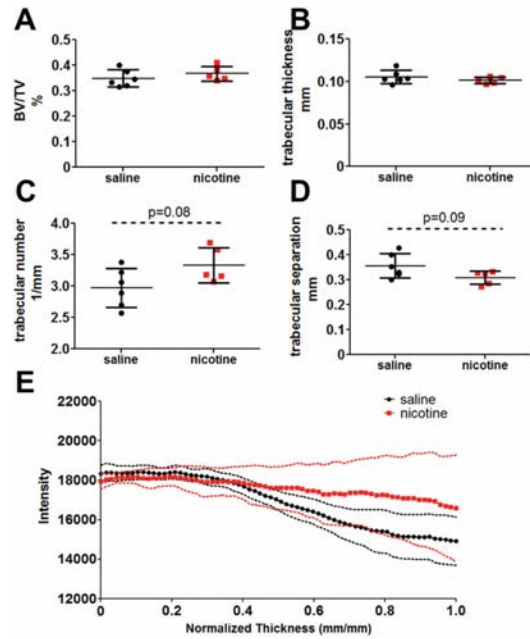 A
BV/TV
%
0.5
0.4
0.3
0.2
0.1
0
saline
nicotine
B
trabecular thickness
mm
0.15
0.10
0.05
0
saline
nicotine
C
trabecular number
1/mm
4.0
3.5
3.0
2.5
2.0
p=0.08
saline
nicotine
D
trabecular separation
mm
0.5
0.4
0.3
0.2
0.1
0
p=0.09
saline
nicotine
E
Intensity
22000
20000
18000
16000
14000
12000
saline
nicotine
0
0.2
0.4
0.6
0.8
1.0
Normalized Thickness (mm/mm)